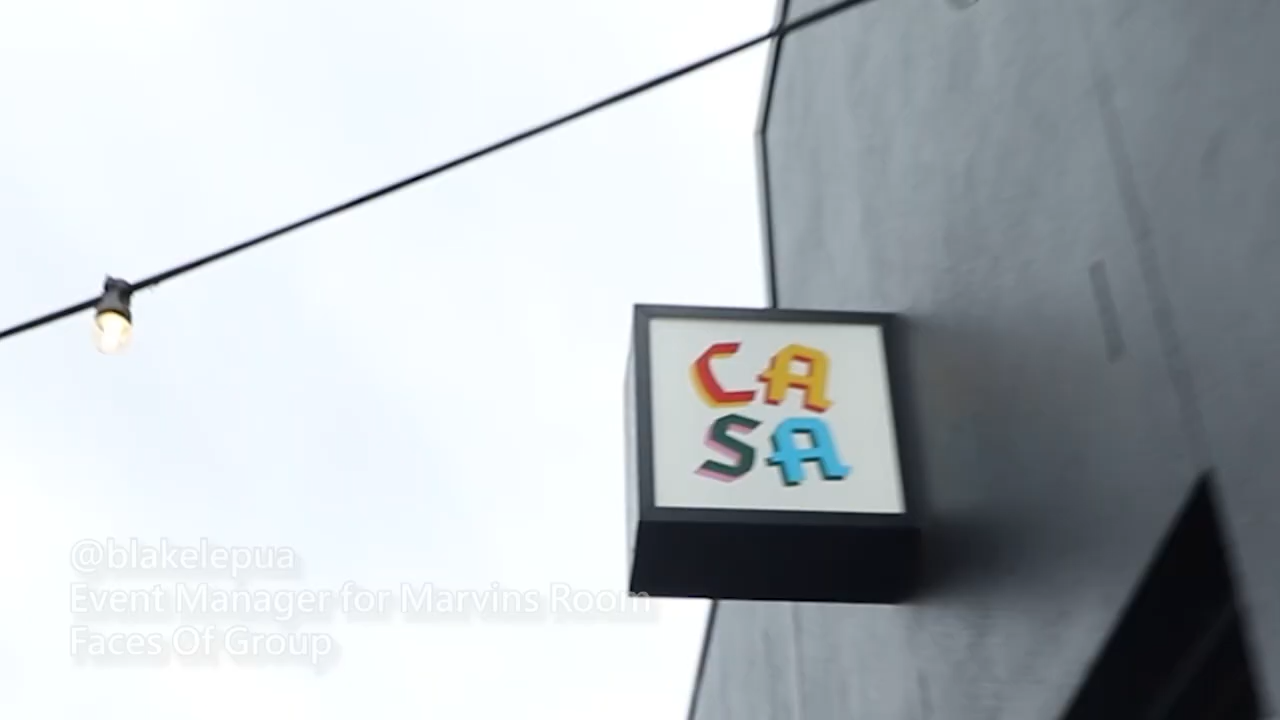 CA
SA
@blakelepua
Event Manager for Marvins Room
Faces Of Group